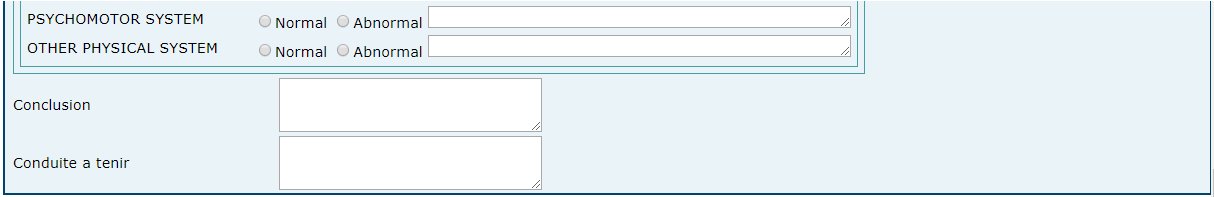 PSYCHOMOTOR SYSTEM Normal Abnormal
OTHER PHYSICAL SYSTEM Normal Abnormal
Conclusion
Conduite a tenir